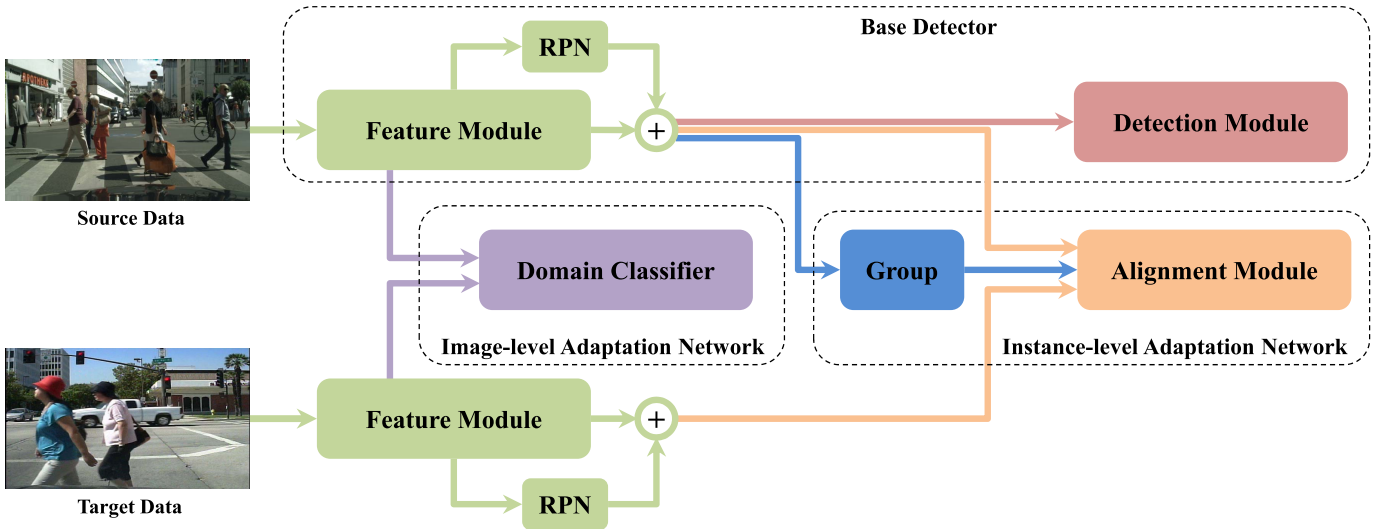 Base Detector
RPN
APOTHEKE
Feature Module
+
Detection Module
Source Data
Domain Classifier
Group
Alignment Module
Image-level Adaptation Network
Instance-level Adaptation Network
Feature Module
+
RPN
Target Data